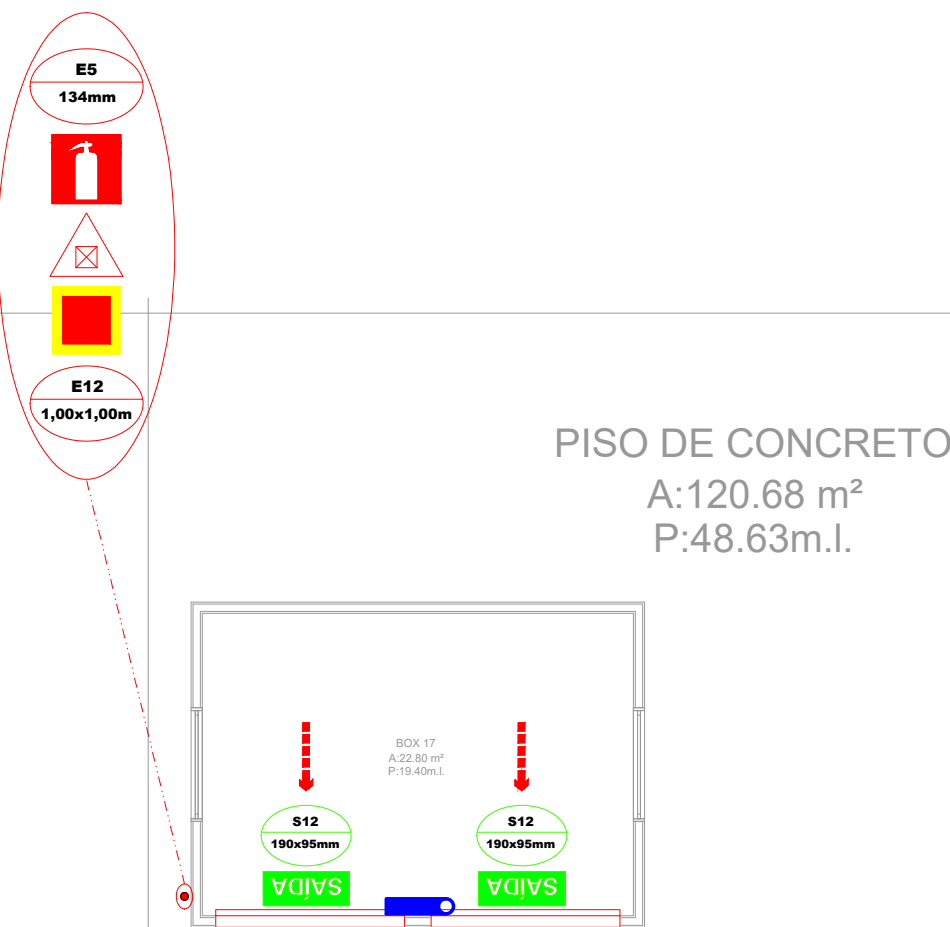 E5
134mm
E12
1,00x1,00m
PISO DE CONCRETO
A:120.68 m²
P:48.63m.l.
BOX 17
A:22.80 m²
P:19.40m.l.
S12
190x95mm
SAÍDA
S12
190x95mm
SAÍDA